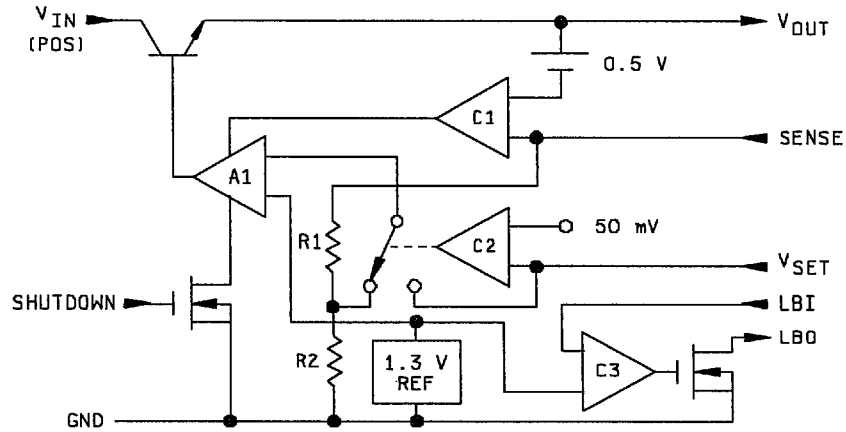 VIN
(POS)
VOUT
0.5 V
C1
SENSE
A1
R1
C2
50 mV
VSET
SHUTDOWN
LBI
LBO
R2
1.3 V
REF
C3
GND